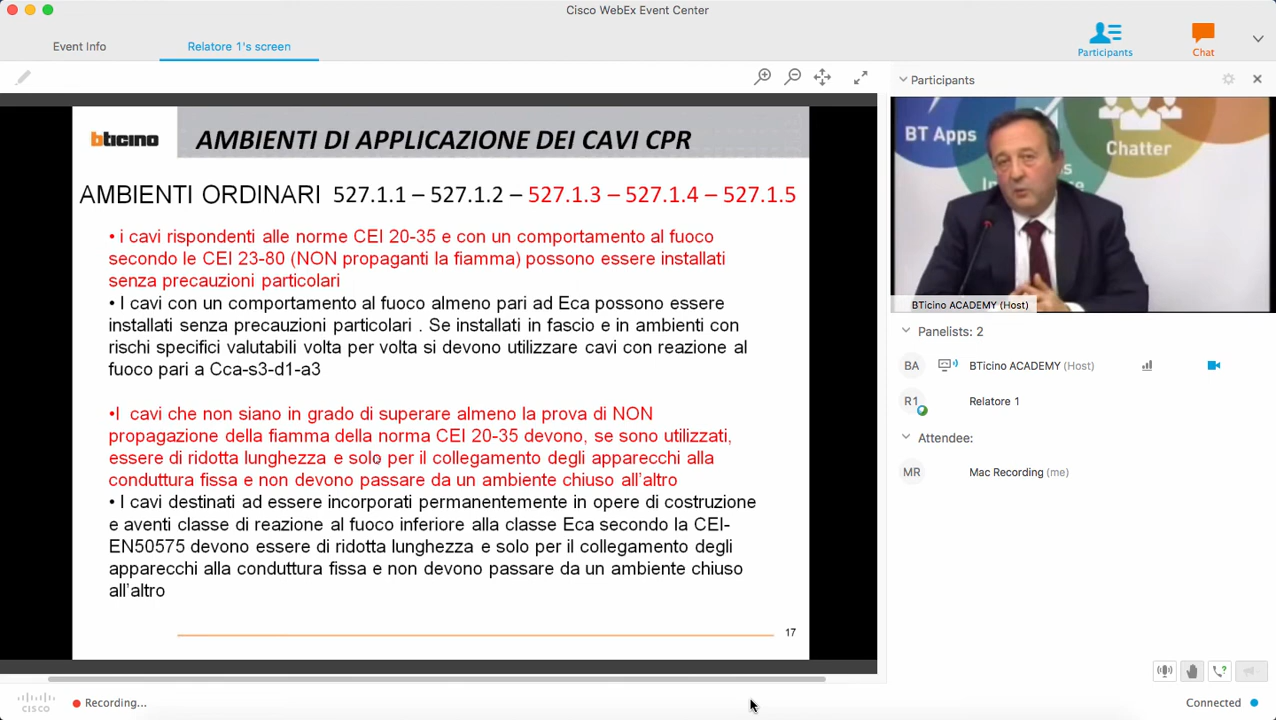 Cisco WebEx Event Center
Event Info
Relatore 1's screen
Participants
Chat
Participants
bticino
AMBIENTI DI APPLICAZIONE DEI CAVI CPR
AMBIENTI ORDINARI 527.1.1 – 527.1.2 – 527.1.3 – 527.1.4 – 527.1.5
• i cavi rispondenti alle norme CEI 20-35 e con un comportamento al fuoco
secondo le CEI 23-80 (NON propaganti la fiamma) possono essere installati
senza precauzioni particolari
• I cavi con un comportamento al fuoco almeno pari ad Eca possono essere
installati senza precauzioni particolari . Se installati in fascio e in ambienti con
rischi specifici valutabili volta per volta si devono utilizzare cavi con reazione al
fuoco pari a Cca-s3-d1-a3
•I cavi che non siano in grado di superare almeno la prova di NON
propagazione della fiamma della norma CEI 20-35 devono, se sono utilizzati,
essere di ridotta lunghezza e solo per il collegamento degli apparecchi alla
conduttura fissa e non devono passare da un ambiente chiuso all'altro
• I cavi destinati ad essere incorporati permanentemente in opere di costruzione
e aventi classe di reazione al fuoco inferiore alla classe Eca secondo la CEI-
EN50575 devono essere di ridotta lunghezza e solo per il collegamento degli
apparecchi alla conduttura fissa e non devono passare da un ambiente chiuso
all'altro
17
BT Apps
Chatter
BTicino ACADEMY (Host)
Panelists: 2
BA
BTicino ACADEMY (Host)
R1
Relatore 1
Attendee:
MR
Mac Recording (me)
CISCO
Recording...
Connected